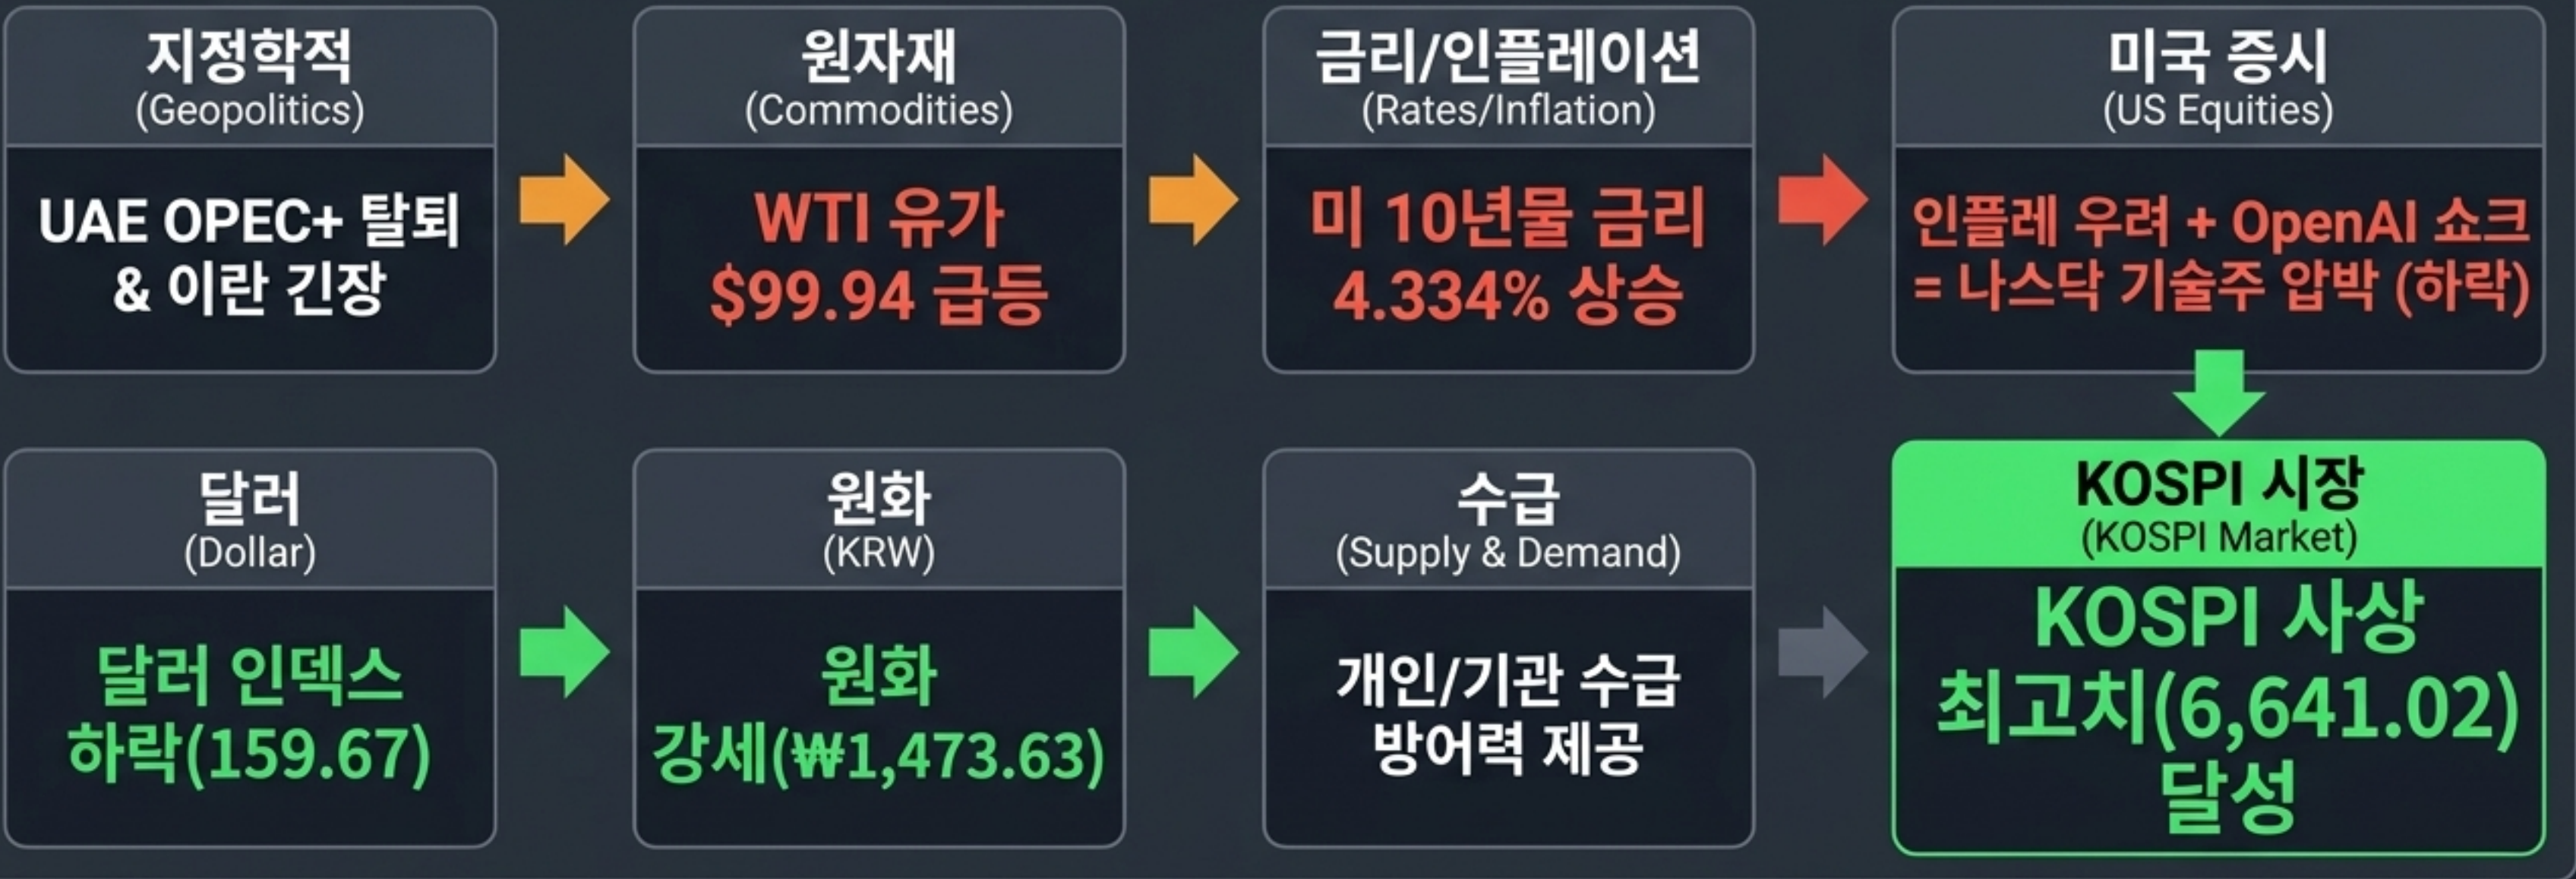 지정학적
(Geopolitics)
UAE OPEC+ 탈퇴
& 이란 긴장
원자재
(Commodities)
WTI 유가
$99.94 급등
금리/인플레이션
(Rates/Inflation)
미 10년물 금리
4.334% 상승
미국 증시
(US Equities)
인플레 우려 + OpenAI 쇼크
= 나스닥 기술주 압박 (하락)
달러
(Dollar)
달러 인덱스
하락(159.67)
원화
(KRW)
원화
강세(₩1,473.63)
수급
(Supply & Demand)
개인/기관 수급
방어력 제공
KOSPI 시장
(KOSPI Market)
KOSPI 사상
최고치(6,641.02)
달성